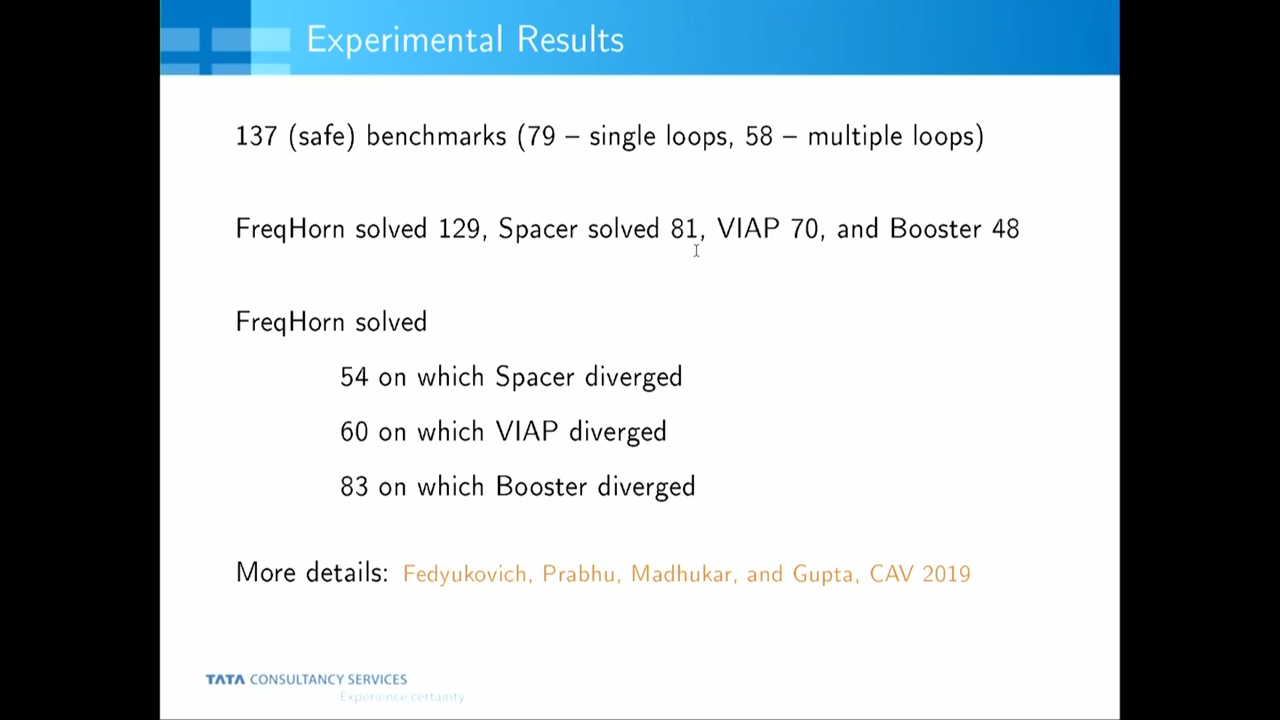 Experimental Results
137 (safe) benchmarks (79 – single loops, 58 – multiple loops)
FreqHorn solved 129, Spacer solved 81, VIAP 70, and Booster 48
FreqHorn solved
54 on which Spacer diverged
60 on which VIAP diverged
83 on which Booster diverged
More details: Fedyukovich, Prabhu, Madhukar, and Gupta, CAV 2019
TATA CONSULTANCY SERVICES
Experience certainty